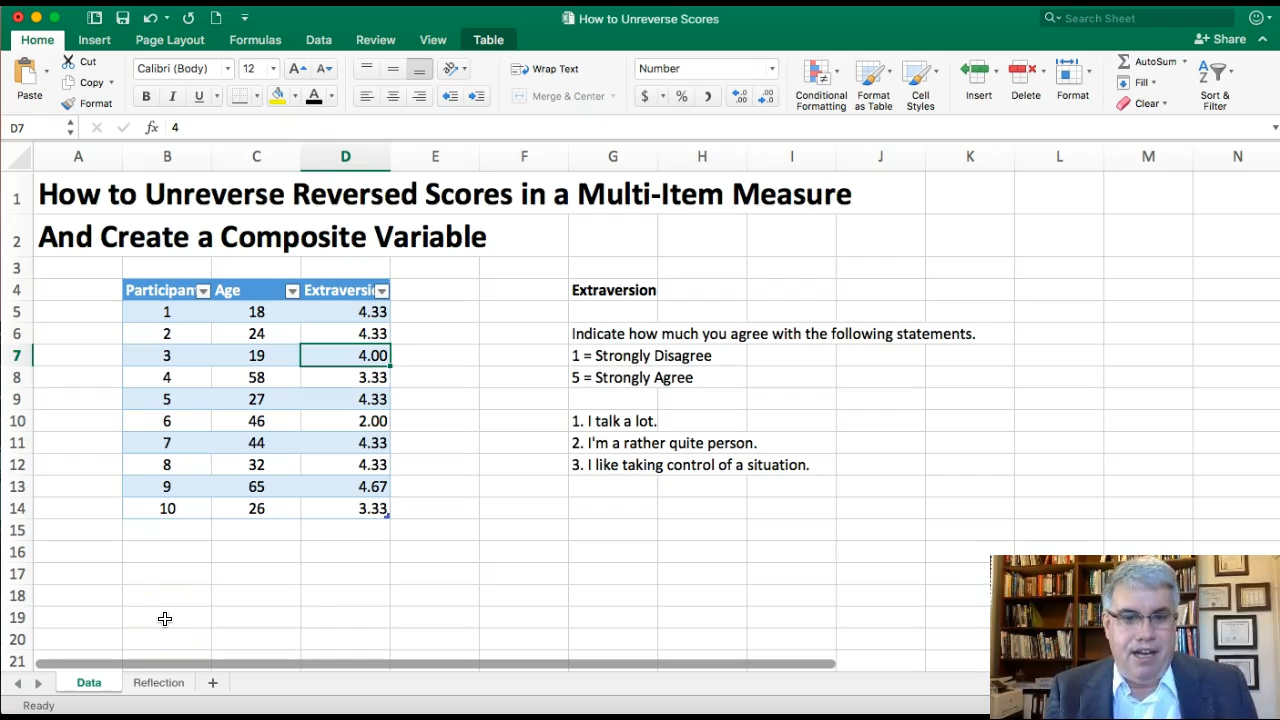 How to Unreverse Scores
Search Sheet
Home Insert Page Layout Formulas Data Review View Table
Share
Paste
Cut
Copy
Format
Calibri (Body) 12
Wrap Text
Merge & Center
Number
Conditional Formatting
Format as Table
Cell Styles
Insert
Delete
Format
AutoSum
Fill
Clear
Sort & Filter
D7 fx 4
A B C D E F G H I J K L M N
1 How to Unreverse Reversed Scores in a Multi-Item Measure
2 And Create a Composite Variable
3
4 Participan Age Extraversi Extraversion
5 1 18 4.33
6 2 24 4.33 Indicate how much you agree with the following statements.
7 3 19 4.00 1 = Strongly Disagree
8 4 58 3.33 5 = Strongly Agree
9 5 27 4.33
10 6 46 2.00 1. I talk a lot.
11 7 44 4.33 2. I'm a rather quite person.
12 8 32 4.33 3. I like taking control of a situation.
13 9 65 4.67
14 10 26 3.33
15
16
17
18
19
20
21
Data Reflection
Ready